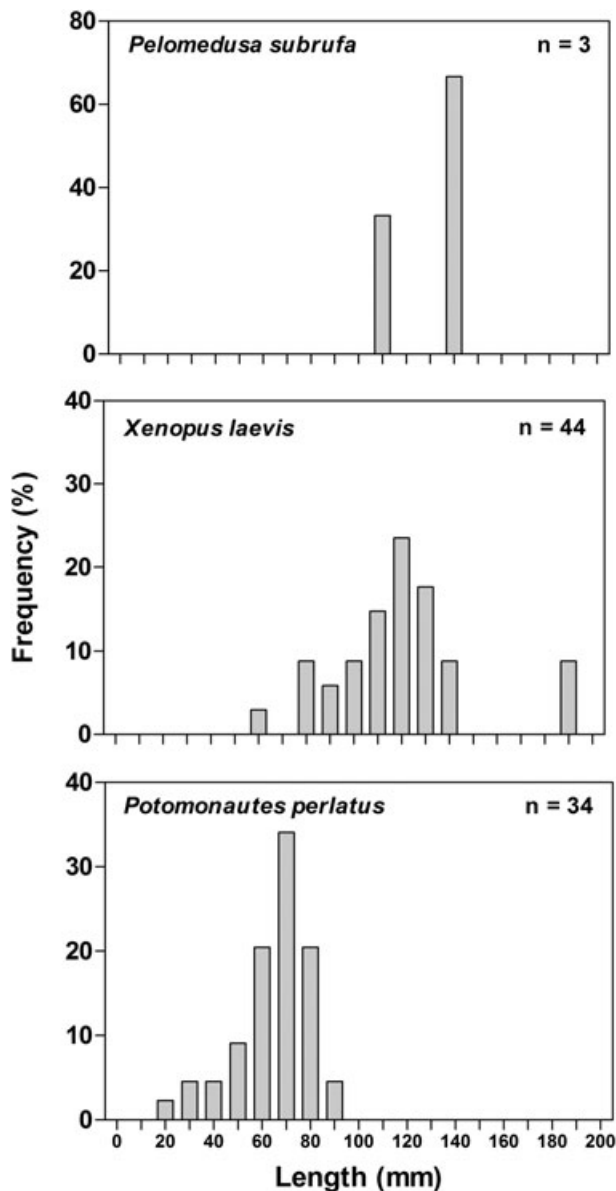 80
Pelomedusa subrufa n = 3
60
40
20
0
40
Xenopus laevis n = 44
30
20
10
0
Frequency (%)
40
Potomonautes perlatus n = 34
30
20
10
0
0 20 40 60 80 100 120 140 160 180 200
Length (mm)